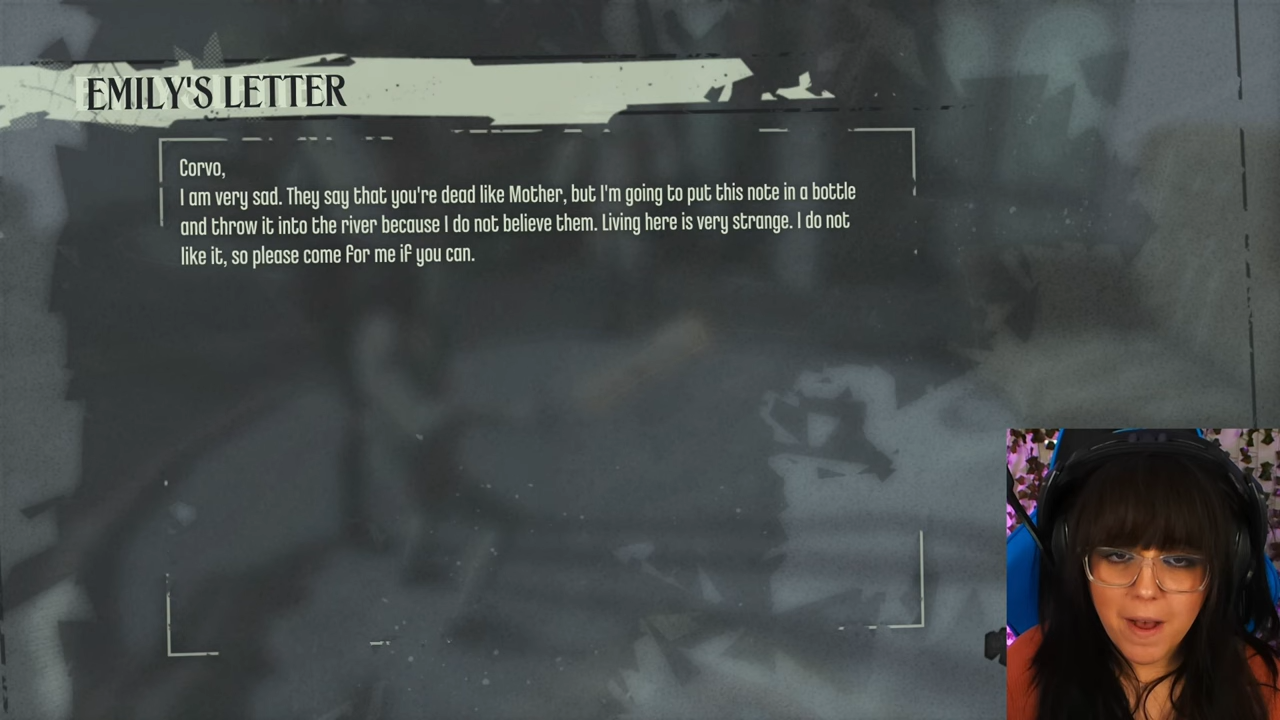 EMILY'S LETTER
Corvo,
I am very sad. They say that you're dead like Mother, but I'm going to put this note in a bottle
and throw it into the river because I do not believe them. Living here is very strange. I do not
like it, so please come for me if you can.